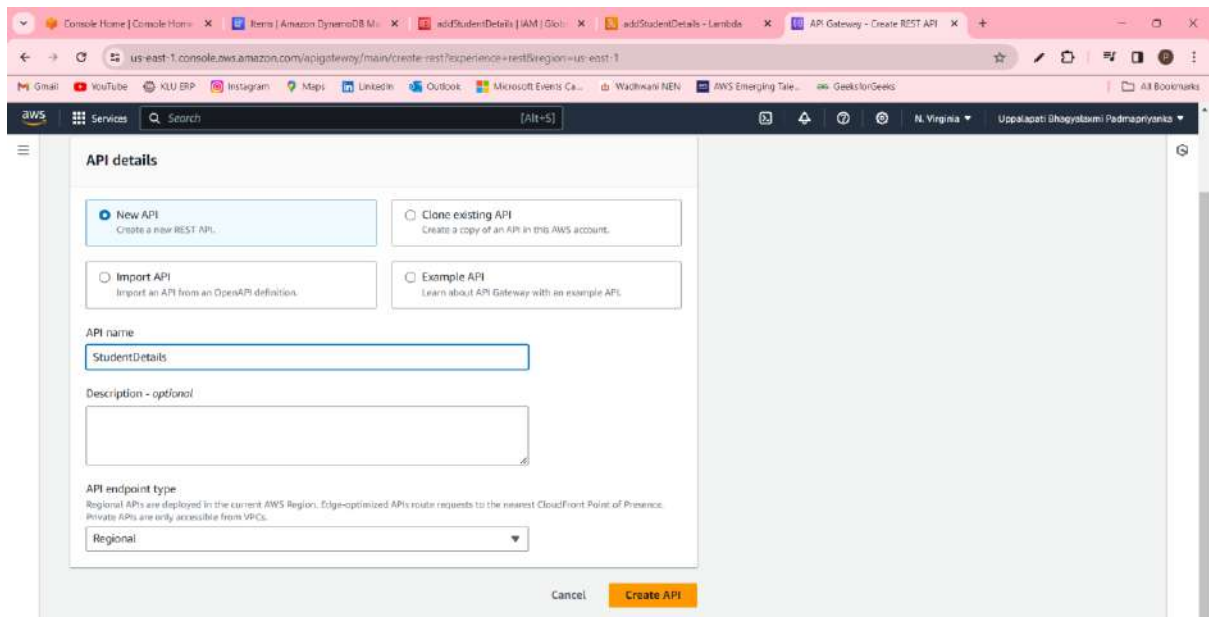 Console Home | Console Home
Items | Amazon DynamoDB Ma
addStudentDetails | IAM | Glob
addStudentDetails - Lambda
API Gateway - Create REST API
us-east-1.console.aws.amazon.com/apigateway/main/create-rest?experience=rest&region=us-east-1
Gmail YouTube KLU ERP Instagram Maps LinkedIn Outlook Microsoft Events Ca... Wadhwani NEN AWS Emerging Tale... GeeksforGeeks All Bookmarks
aws Services Search [Alt+S] N. Virginia Uppalapati Bhagyalaxmi Padmapriyanka
API details
New API
Create a new REST API.
Clone existing API
Create a copy of an API in this AWS account.
Import API
Import an API from an OpenAPI definition.
Example API
Learn about API Gateway with an example API.
API name
StudentDetails
Description - optional
API endpoint type
Regional APIs are deployed in the current AWS Region. Edge-optimized APIs route requests to the nearest CloudFront Point of Presence.
Private APIs are only accessible from VPCs.
Regional
Cancel Create API